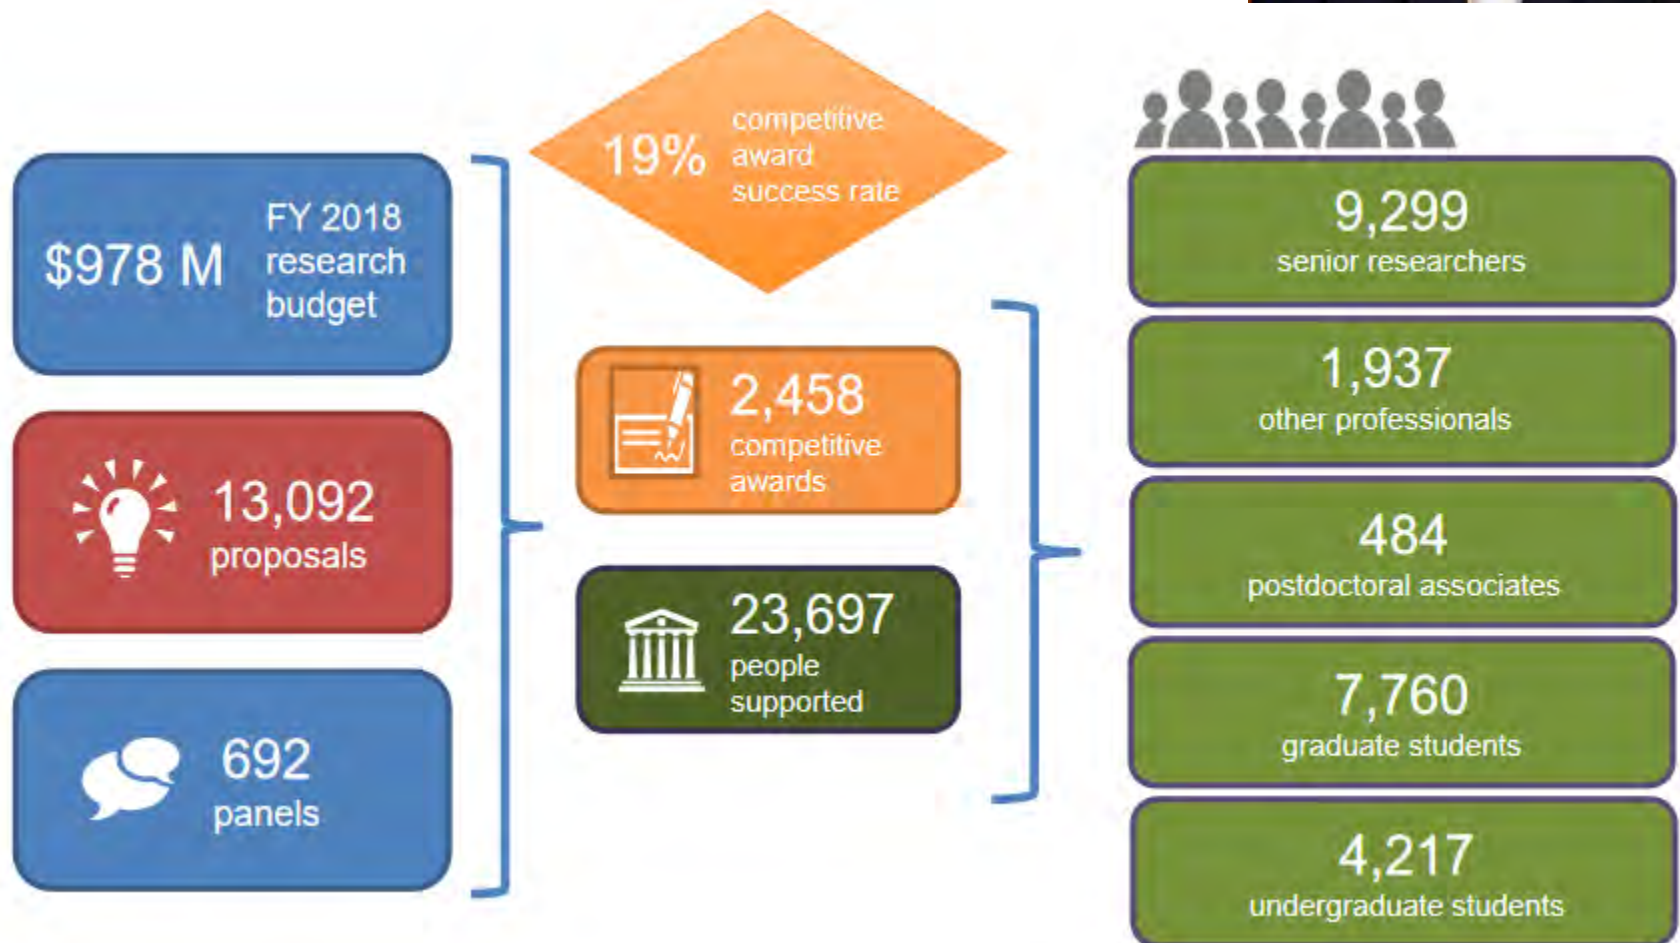 $978 M
FY 2018
research
budget
13,092
proposals
692
panels
19%
competitive
award
success rate
2,458
competitive
awards
23,697
people
supported
9,299
senior researchers
1,937
other professionals
484
postdoctoral associates
7,760
graduate students
4,217
undergraduate students